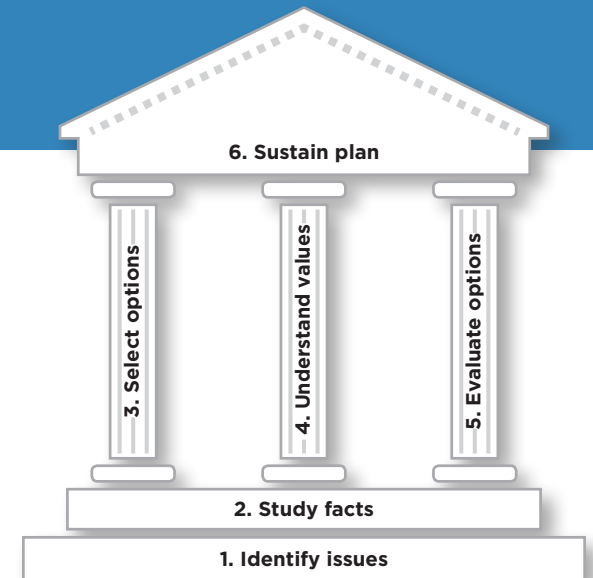 6. Sustain plan
3. Select options
4. Understand values
5. Evaluate options
2. Study facts
1. Identify issues